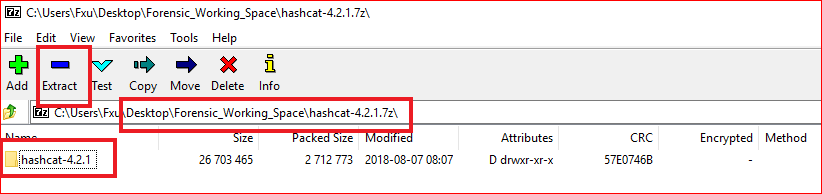 7z C:\Users\Fxu\Desktop\Forensic_Working_Space\hashcat-4.2.1.7z\
File Edit View Favorites Tools Help
Add Extract Test Copy Move Delete Info
7z C:\Users\Fxu\Desktop\Forensic_Working_Space\hashcat-4.2.1.7z\
Name Size Packed Size Modified Attributes CRC Encrypted Method
hashcat-4.2.1 26 703 465 2 712 773 2018-08-07 08:07 D drwxr-xr-x 57E0746B -